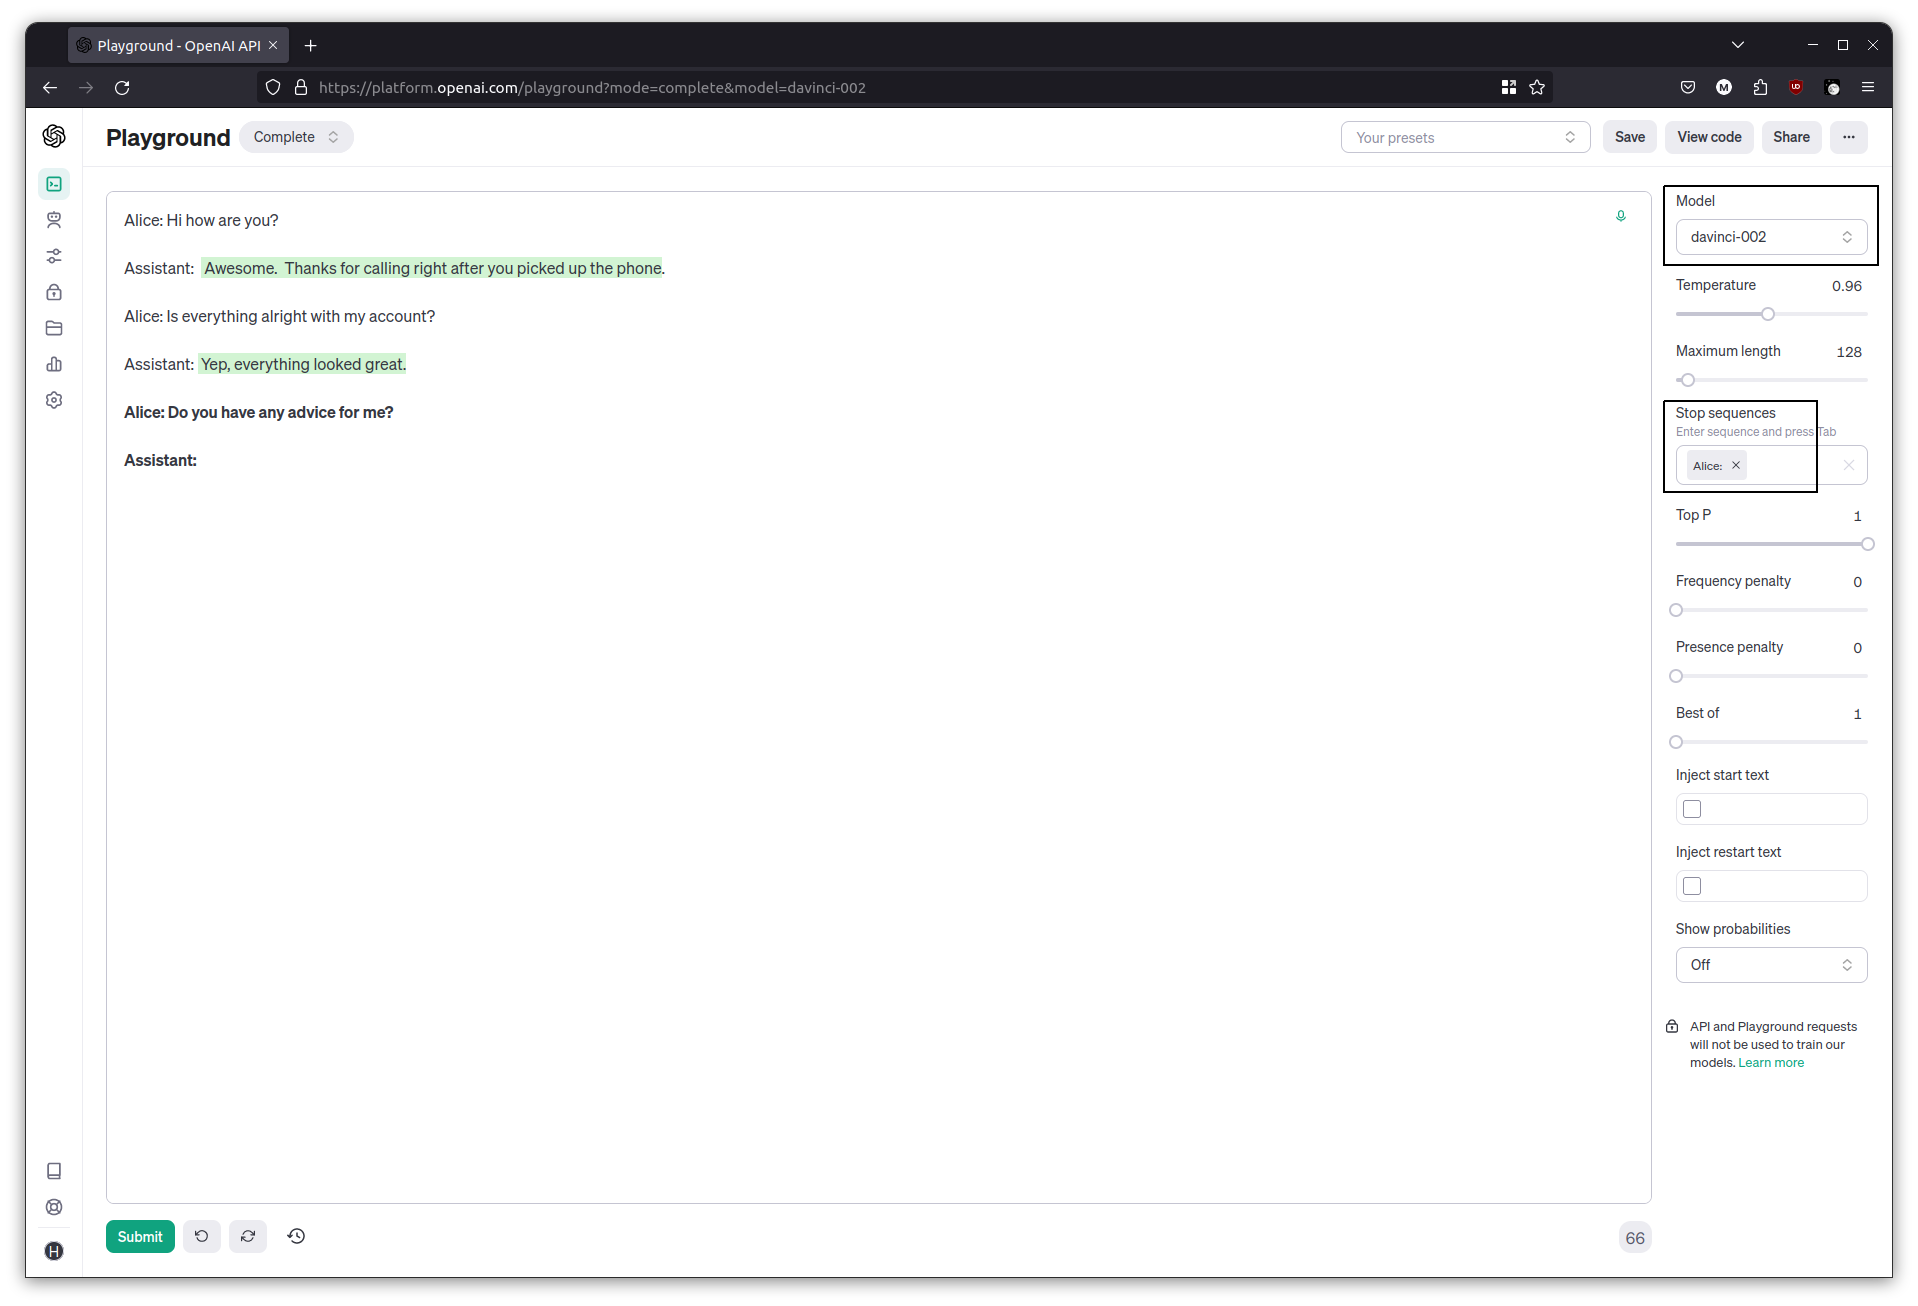 Playground - OpenAI API
https://platform.openai.com/playground?mode=complete&model=davinci-002
Playground
Complete
Your presets
Save
View code
Share
Alice: Hi how are you?
Assistant: Awesome. Thanks for calling right after you picked up the phone.
Alice: Is everything alright with my account?
Assistant: Yep, everything looked great.
Alice: Do you have any advice for me?
Assistant:
Model
davinci-002
Temperature 0.96
Maximum length 128
Stop sequences
Enter sequence and press Tab
Alice:
Top P 1
Frequency penalty 0
Presence penalty 0
Best of 1
Inject start text
Inject restart text
Show probabilities
Off
API and Playground requests
will not be used to train our
models. Learn more
Submit
66
H
M
UD